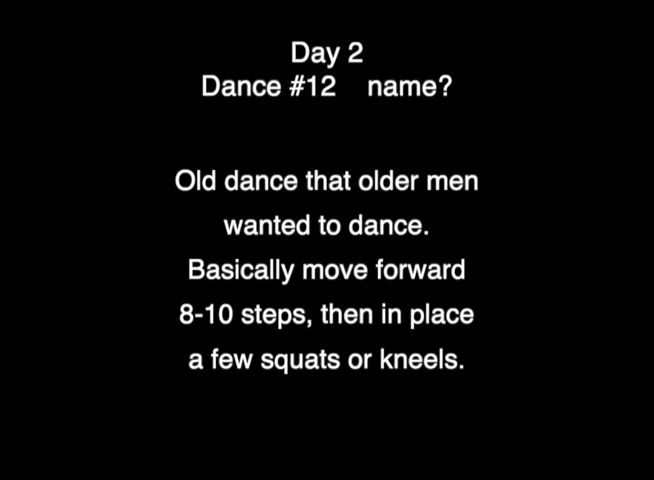 Day 2
Dance #12 name?
Old dance that older men
wanted to dance.
Basically move forward
8-10 steps, then in place
a few squats or kneels.